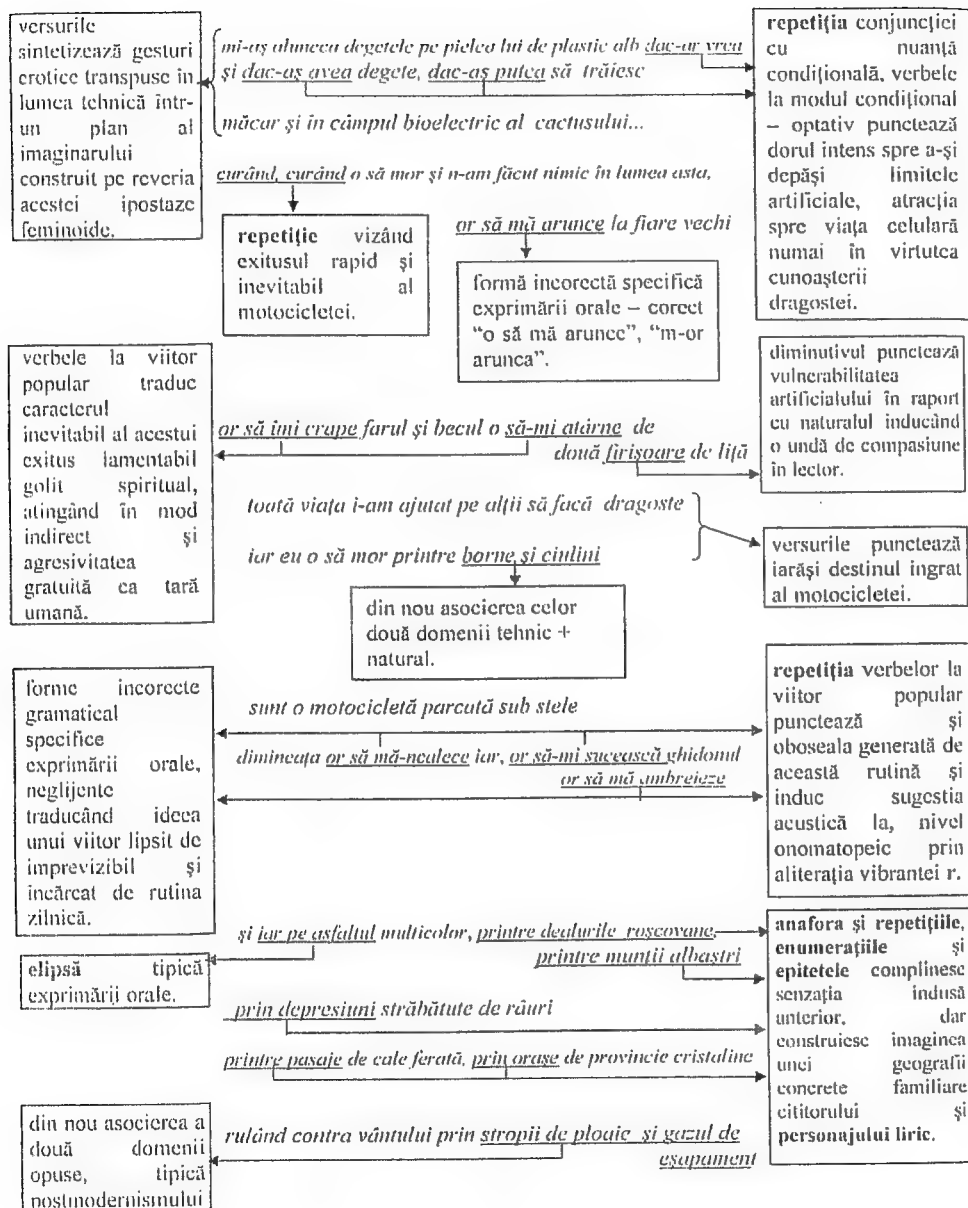 versurile
sintetizează gesturi
erotice transpuse în
lumea tehnică într-
un plan al
imaginarului
construit pe reveria
acestei ipostaze
feminoide.
mi-aș aluneca degetele pe pielea lui de plastic alb dac-ar vrea
și dac-aș avea degete, dac-aș putea să trăiesc
măcar și în câmpul bioelectric al cactusului...
repetiția conjuncției
cu nuanță
condițională, verbele
la modul condițional
– optativ punctează
dorul intens spre a-și
depăși limitele
artificiale, atracția
spre viața celulară
numai în virtutea
cunoașterii
dragostei.
curând, curând o să mor și n-am făcut nimic în lumea asta,
repetiție vizând
exitusul rapid și
inevitabil al
motocicletei.
or să mă arunce la fiare vechi
formă incorectă specifică
exprimării orale – corect
“o să mă arunce”, “m-or
arunca”.
verbele la viitor
popular traduc
caracterul
inevitabil al acestui
exitus lamentabil
golit spiritual,
atingând în mod
indirect și
agresivitatea
gratuită ca tară
umană.
or să îmi crape farul și becul o să-mi atârne de
două firișoare de liță
diminutivul punctează
vulnerabilitatea
artificialului în raport
cu naturalul inducând
o undă de compasiune
în lector.
toată viața i-am ajutat pe alții să facă dragoste
iar eu o să mor printre borne și ciulini
versurile punctează
iarăși destinul ingrat
al motocicletei.
din nou asocierea celor
două domenii tehnic +
natural.
forme incorecte
gramatical
specifice
exprimării orale,
neglijente
traducând ideea
unui viitor lipsit de
imprevizibil și
încărcat de rutina
zilnică.
sunt o motocicletă parcată sub stele
dimineața or să mă-ncalece iar, or să-mi sucească ghidonul
or să mă ambreieze
repetiția verbelor la
viitor popular
punctează și
oboseala generată de
această rutină și
induc sugestia
acustică la, nivel
onomatopeic prin
aliterația vibrantei r.
și iar pe asfaltul multicolor, printre dealurile roșcovane,
printre munții albaștri
elipsă tipică
exprimării orale.
prin depresiuni străbătute de râuri
printre pasaje de cale ferată, prin orașe de provincie cristaline
anafora și repetițiile,
enumerațiile și
epitetele complinesc
senzația indusă
anterior, dar
construiesc imaginea
unei geografii
concrete familiare
cititorului și
personajului liric.
din nou asocierea a
două domenii
opuse, tipică
postmodernismului
rulând contra vântului prin stropii de ploaie și gazul de
eșapament